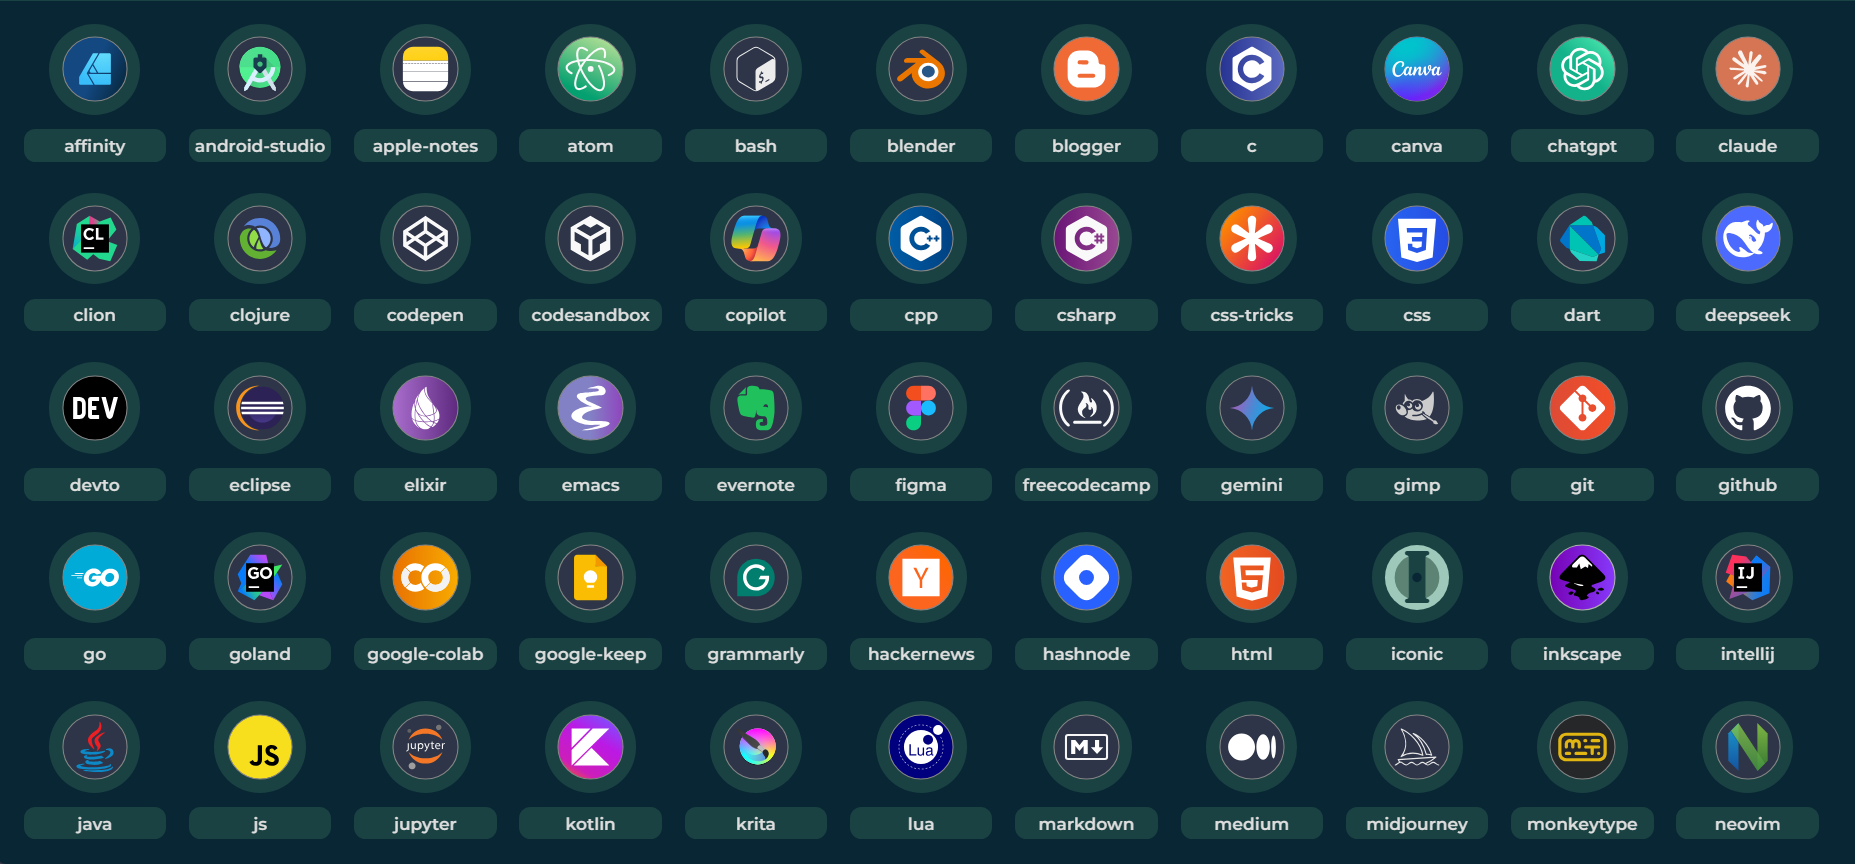 $_
Canva
affinity android-studio apple-notes atom bash blender blogger c canva chatgpt claude
CL
C++
C#
3
clion clojure codepen codesandbox copilot cpp csharp css-tricks css dart deepseek
DEV
devto eclipse elixir emacs evernote figma freecodecamp gemini gimp git github
GO
GO
CO
G
Y
5
IJ
go goland google-colab google-keep grammarly hackernews hashnode html iconic inkscape intellij
JS
jupyter
Lua
M
java js jupyter kotlin krita lua markdown medium midjourney monkeytype neovim